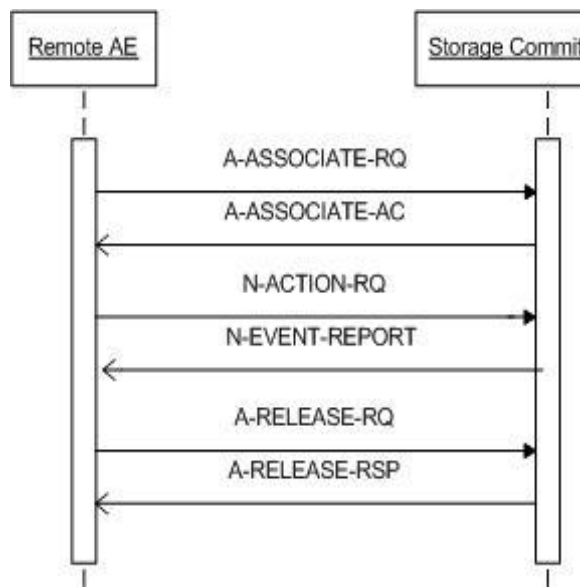 Remote AE
Storage Commit
A-ASSOCIATE-RQ
A-ASSOCIATE-AC
N-ACTION-RQ
N-EVENT-REPORT
A-RELEASE-RQ
A-RELEASE-RSP